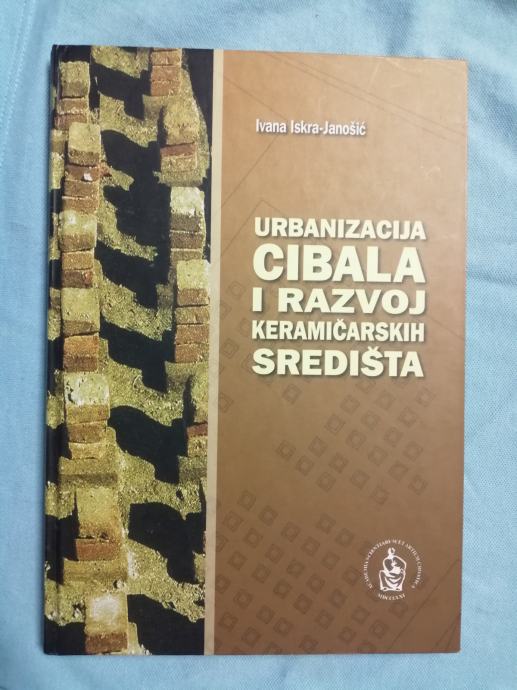 Ivana Iskra-Janošić
URBANIZACIJA
CIBALA
I RAZVOJ
KERAMIČARSKIH
SREDIŠTA